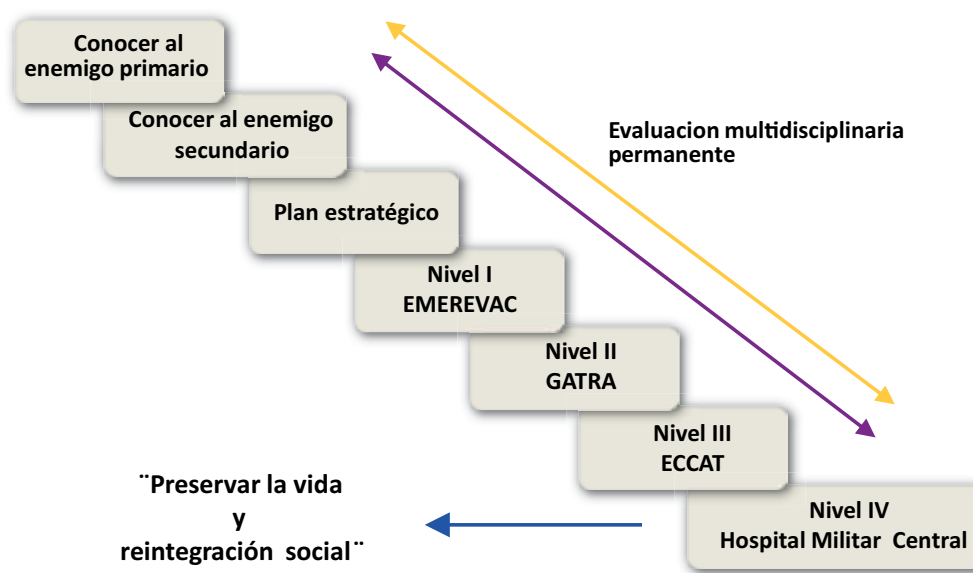 Conocer al
enemigo primario
Conocer al enemigo
secundario
Evaluacion multidisciplinaria
permanente
Plan estratégico
Nivel I
EMEREVAC
Nivel II
GATRA
Nivel III
ECCAT
¨Preservar la vida
y
reintegración social¨
Nivel IV
Hospital Militar Central